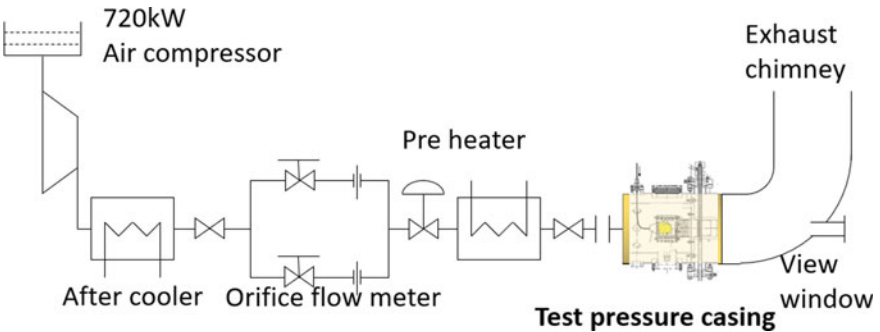 720kW
Air compressor
Exhaust
chimney
Pre heater
After cooler
Orifice flow meter
View
window
Test pressure casing